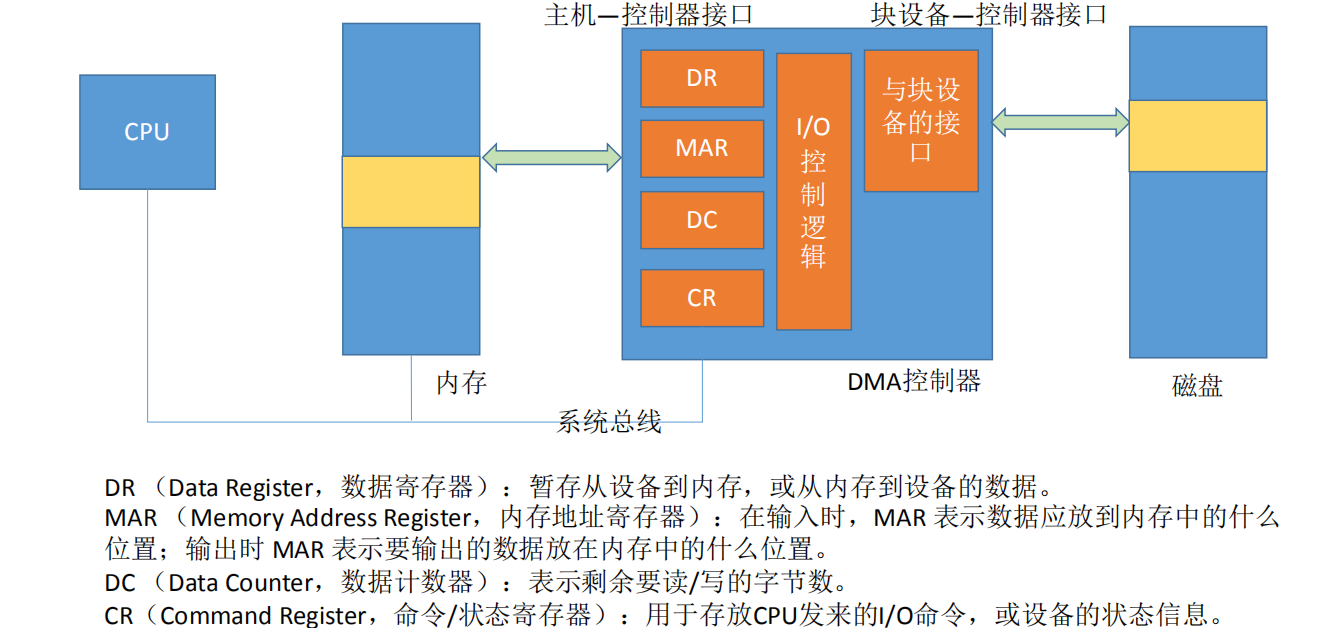 主机—控制器接口
块设备—控制器接口
CPU
DR
MAR
DC
CR
I/O
控
制
逻
辑
与块设
备的接
口
内存
DMA控制器
磁盘
系统总线
DR （Data Register，数据寄存器）：暂存从设备到内存，或从内存到设备的数据。
MAR （Memory Address Register，内存地址寄存器）：在输入时，MAR 表示数据应放到内存中的什么
位置；输出时 MAR 表示要输出的数据放在内存中的什么位置。
DC （Data Counter，数据计数器）：表示剩余要读/写的字节数。
CR（Command Register，命令/状态寄存器）：用于存放CPU发来的I/O命令，或设备的状态信息。